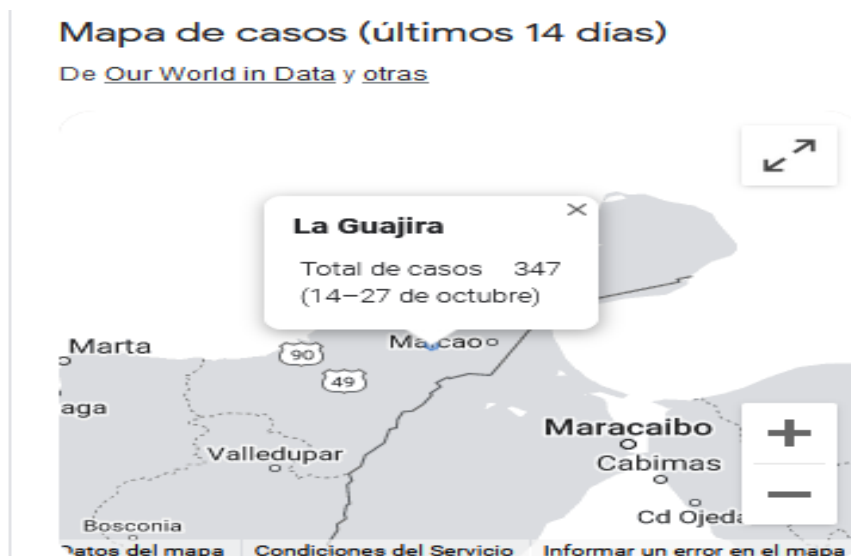 Mapa de casos (últimos 14 días)
De Our World in Data y otras
La Guajira
Total de casos 347
(14–27 de octubre)
Marta
90
Maicao
49
aga
Maracaibo
Valledupar
Cabimas
Cd Ojeda
Bosconia
Datos del mapa Condiciones del Servicio Informar un error en el mapa